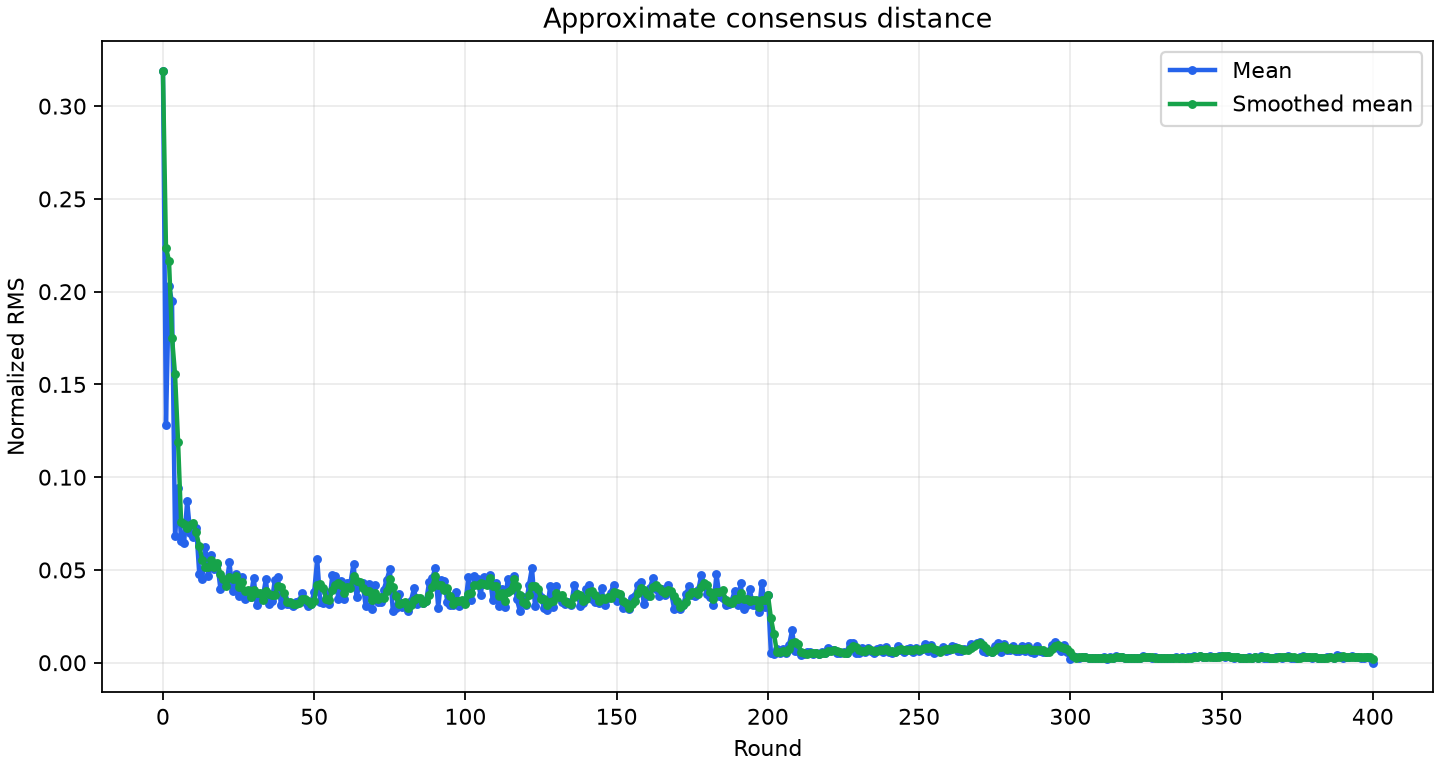 Approximate consensus distance
Mean
Smoothed mean
Normalized RMS
0.30
0.25
0.20
0.15
0.10
0.05
0.00
0 50 100 150 200 250 300 350 400
Round